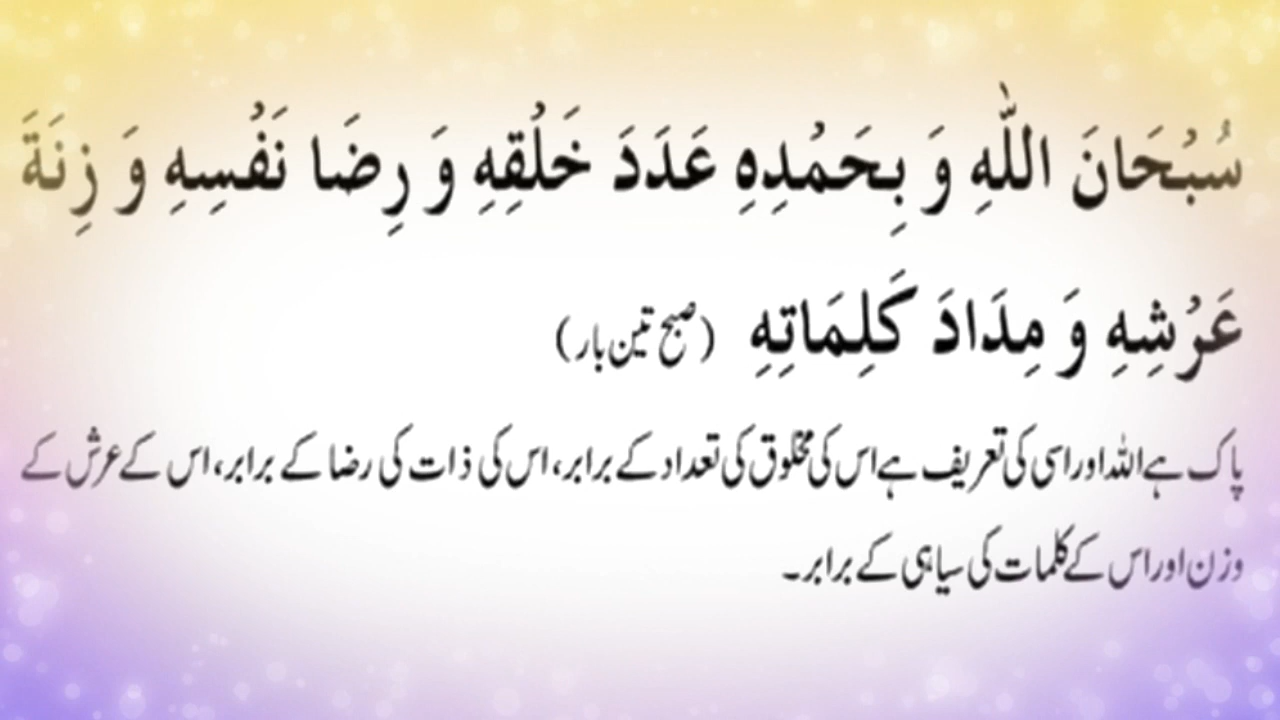 سُبْحَانَ اللّٰهِ وَ بِحَمْدِهِ عَدَدَ خَلْقِهِ وَ رِضَا نَفْسِهِ وَ زِنَةَ
عَرْشِهِ وَ مِدَادَ كَلِمَاتِهِ (صبح تین بار)
پاک ہے اللہ اور اسی کی تعریف ہے اس کی مخلوق کی تعداد کے برابر، اس کی ذات کی رضا کے برابر، اس کے عرش کے
وزن اور اس کے کلمات کی سیاہی کے برابر۔